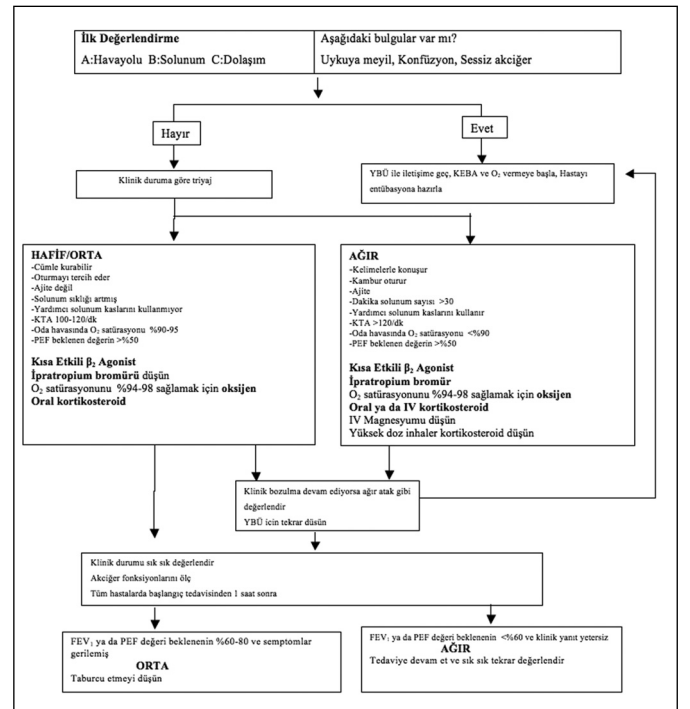 İlk Değerlendirme
A:Havayolu B:Solunum C:Dolaşım
Aşağıdaki bulgular var mı?
Uykuya meyil, Konfüzyon, Sessiz akciğer
Hayır
Evet
Klinik duruma göre triyaj
YBÜ ile iletişime geç, KEBA ve O₂ vermeye başla, Hastayı
entübasyona hazırla
HAFİF/ORTA
-Cümle kurabilir
-Oturmayı tercih eder
-Ajite değil
-Solunum sıklığı artmış
-Yardımcı solunum kaslarını kullanmıyor
-KTA 100-120/dk
-Oda havasında O₂ satürasyonu %90-95
-PEF beklenen değerin >%50
Kısa Etkili β₂ Agonist
İpratropium bromürü düşün
O₂ satürasyonunu %94-98 sağlamak için oksijen
Oral kortikosteroid
AĞIR
-Kelimelerle konuşur
-Kambur oturur
-Ajite
-Dakika solunum sayısı >30
-Yardımcı solunum kaslarını kullanır
-KTA >120/dk
-Oda havasında O₂ satürasyonu <%90
-PEF beklenen değerin >%50
Kısa Etkili β₂ Agonist
İpratropium bromür
O₂ satürasyonunu %94-98 sağlamak için oksijen
Oral ya da IV kortikosteroid
IV Magnesyumu düşün
Yüksek doz inhaler kortikosteroid düşün
Klinik bozulma devam ediyorsa ağır atak gibi
değerlendir
YBÜ icin tekrar düsün
Klinik durumu sık sık değerlendir
Akciğer fonksiyonlarını ölç
Tüm hastalarda başlangıç tedavisinden 1 saat sonra
FEV₁ ya da PEF değeri beklenenin %60-80 ve semptomlar
gerilemiş
ORTA
Taburcu etmeyi düşün
FEV₁ ya da PEF değeri beklenenin <%60 ve klinik yanıt yetersiz
AĞIR
Tedaviye devam et ve sık sık tekrar değerlendir